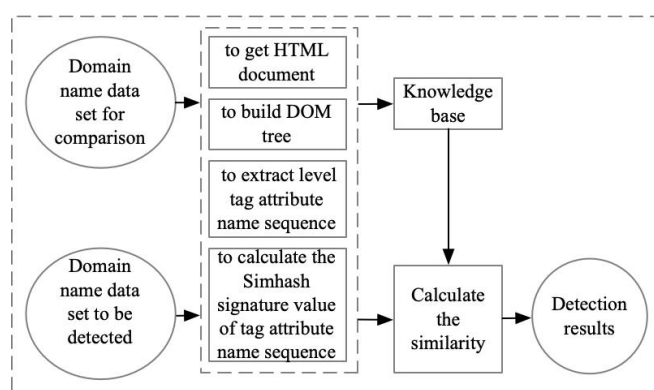 Domain
name data
set for
comparison
to get HTML
document
to build DOM
tree
to extract level
tag attribute
name sequence
to calculate the
Simhash
signature value
of tag attribute
name sequence
Knowledge
base
Domain
name data
set to be
detected
Calculate
the
similarity
Detection
results